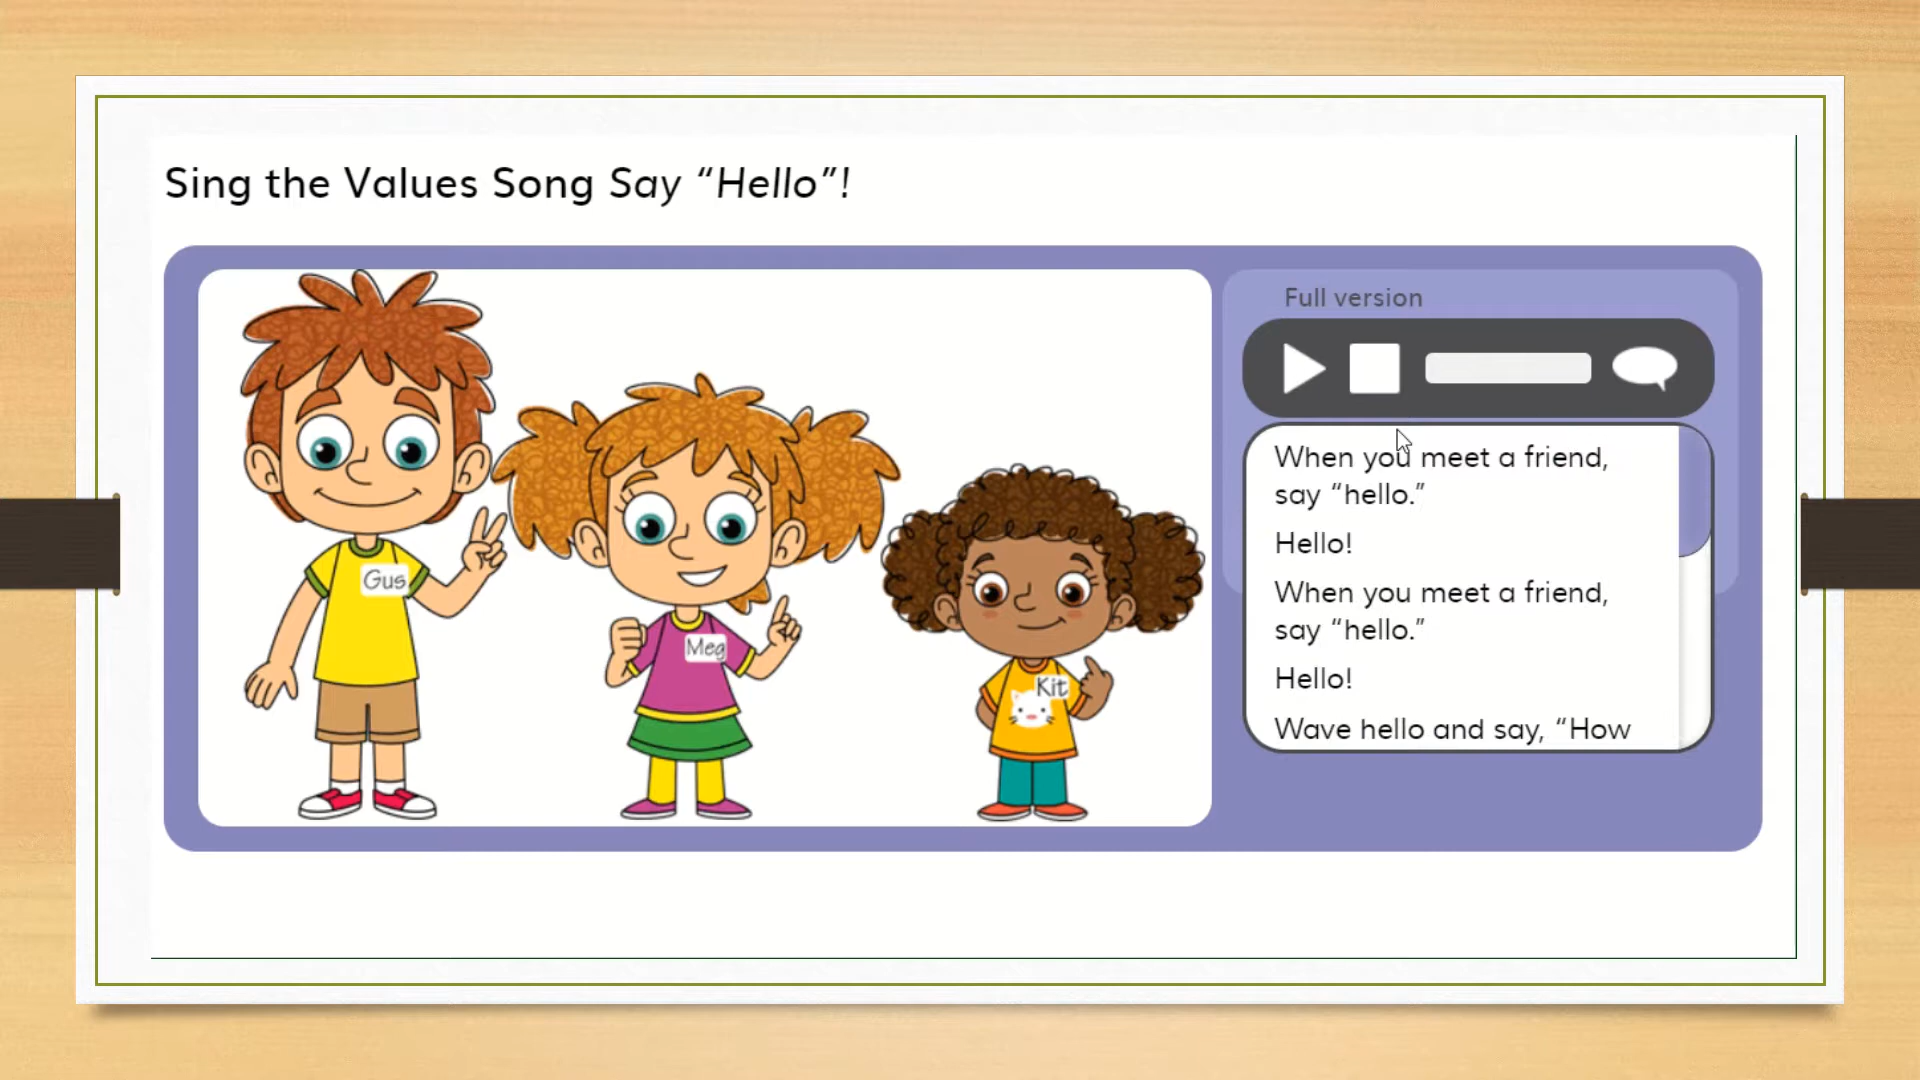 Sing the Values Song Say “Hello”!
Full version
When you meet a friend,
say “hello.”
Hello!
When you meet a friend,
say “hello.”
Hello!
Wave hello and say, “How
Gus
Meg
Kit